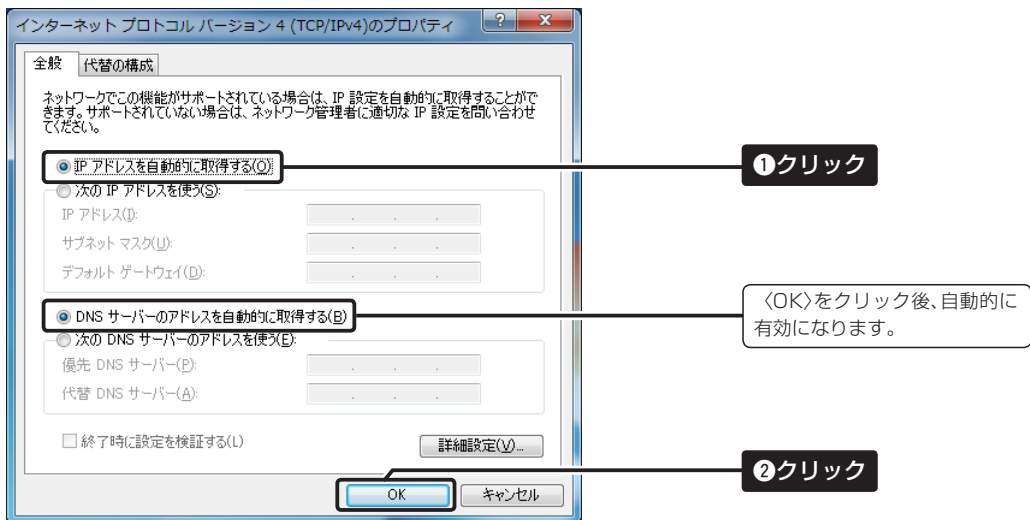 インターネット プロトコル バージョン 4 (TCP/IPv4)のプロパティ
全般
代替の構成
ネットワークでこの機能がサポートされている場合は、IP 設定を自動的に取得することがで
きます。サポートされていない場合は、ネットワーク管理者に適切な IP 設定を問い合わせ
てください。
IP アドレスを自動的に取得する(O)
❶クリック
次の IP アドレスを使う(S):
IP アドレス(I):
サブネット マスク(U):
デフォルト ゲートウェイ(D):
DNS サーバーのアドレスを自動的に取得する(B)
〈OK〉をクリック後、自動的に
有効になります。
次の DNS サーバーのアドレスを使う(E):
優先 DNS サーバー(P):
代替 DNS サーバー(A):
終了時に設定を検証する(L)
詳細設定(V)...
❷クリック
OK
キャンセル